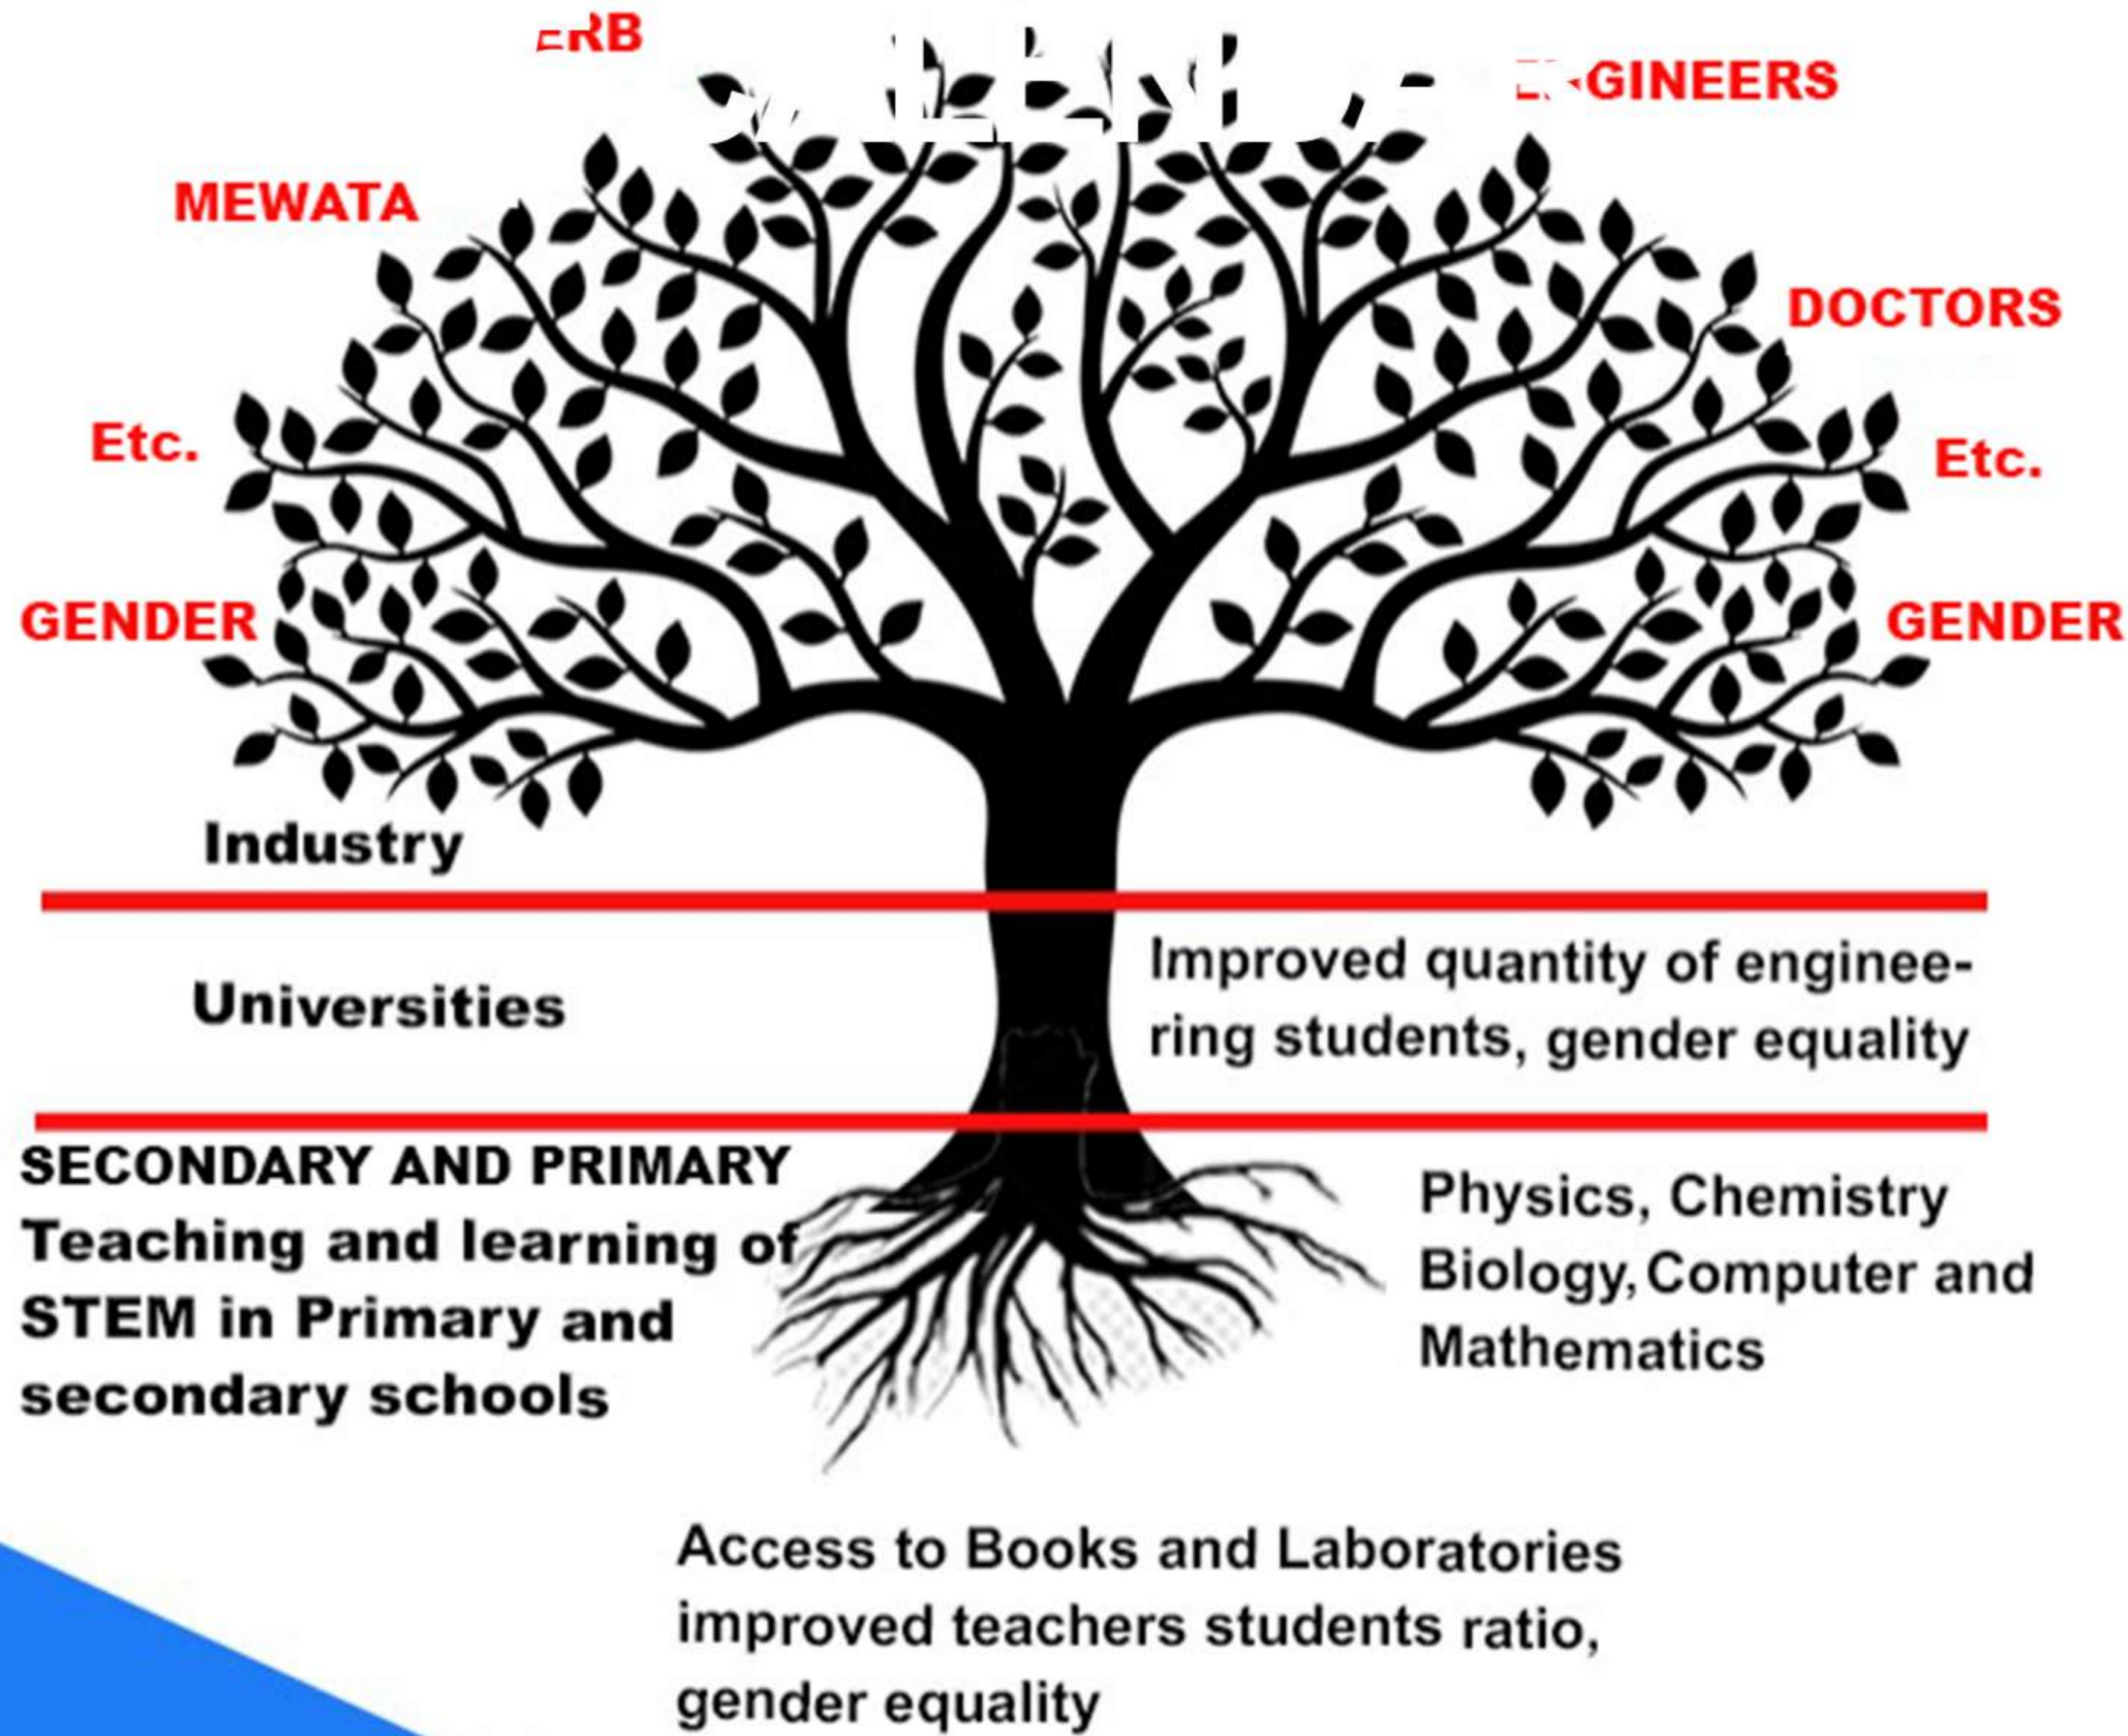 ERB
ENGINEERS
MEWATA
DOCTORS
Etc.
Etc.
GENDER
GENDER
Industry
Universities
Improved quantity of enginee-
ring students, gender equality
SECONDARY AND PRIMARY
Teaching and learning of
STEM in Primary and
secondary schools
Physics, Chemistry
Biology, Computer and
Mathematics
Access to Books and Laboratories
improved teachers students ratio,
gender equality